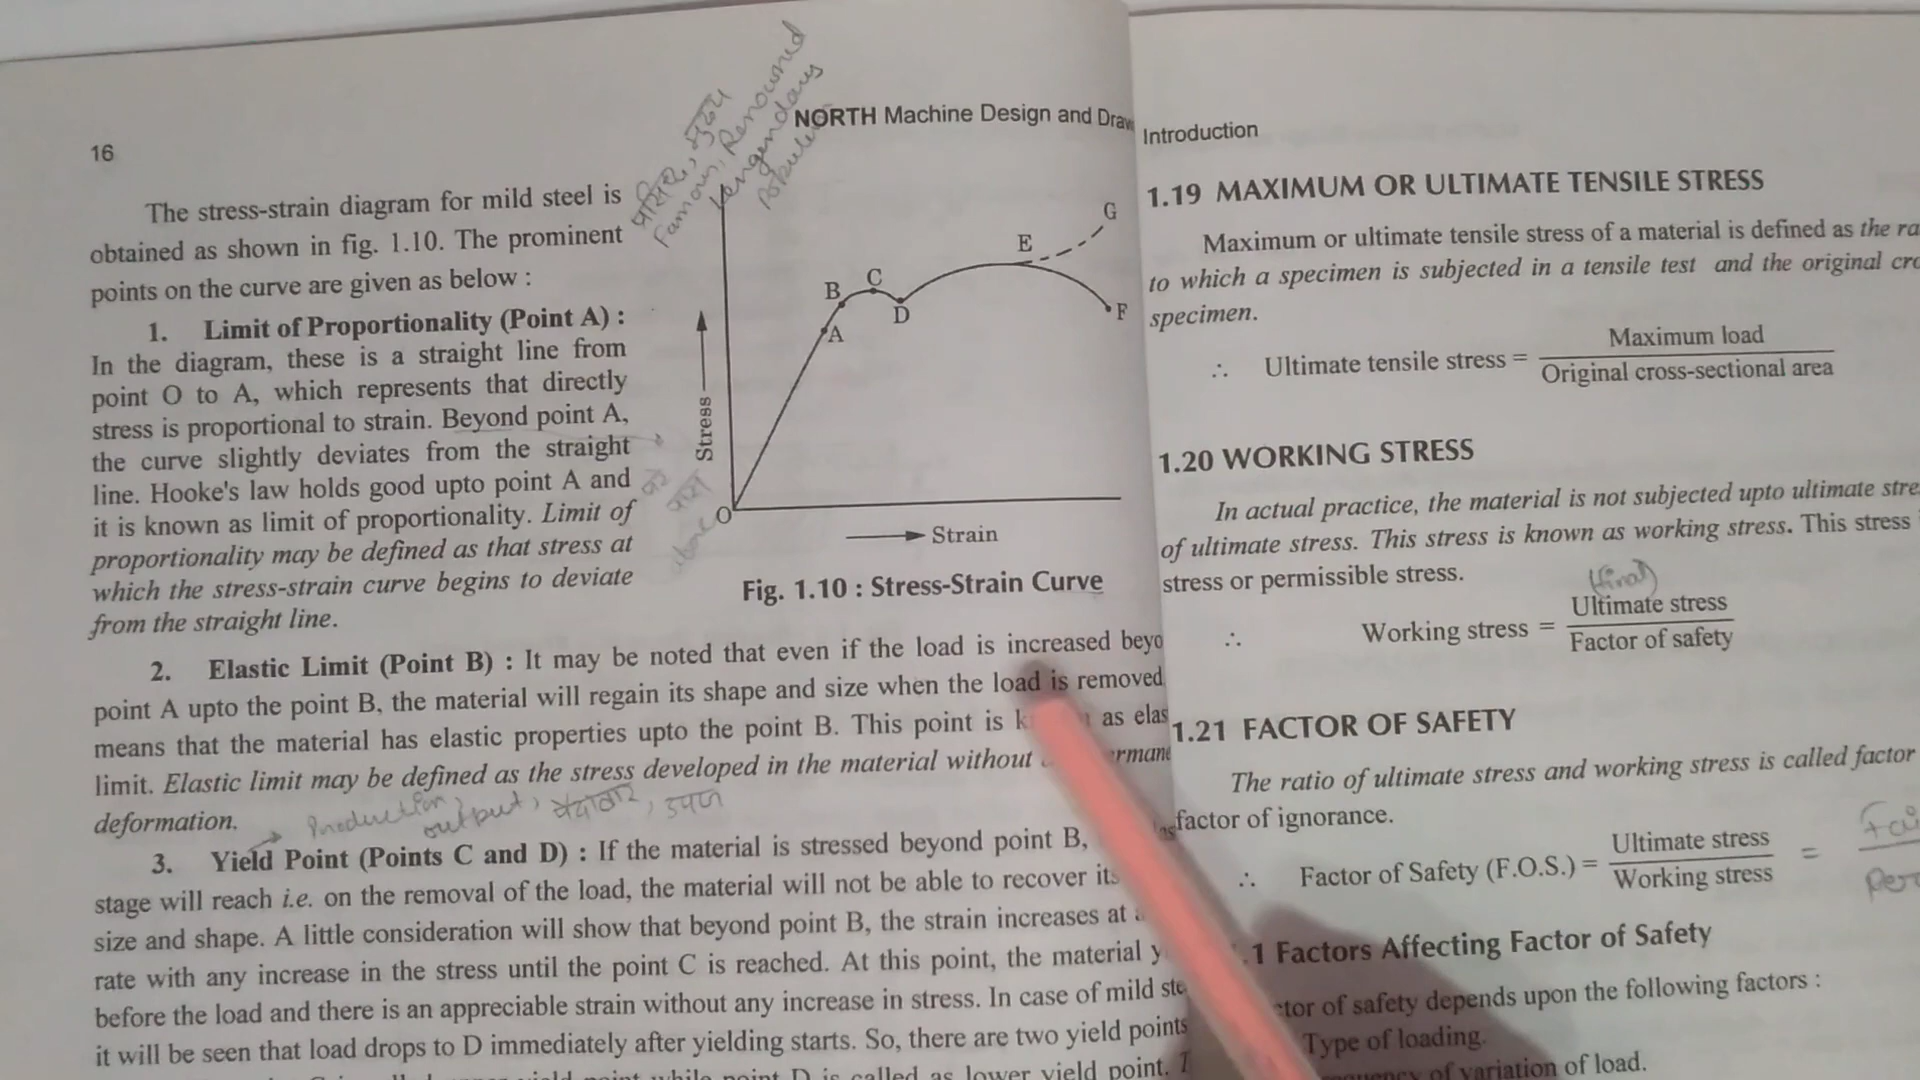 16
NORTH Machine Design and Draw
The stress-strain diagram for mild steel is
obtained as shown in fig. 1.10. The prominent
points on the curve are given as below :
1. Limit of Proportionality (Point A) :
In the diagram, these is a straight line from
point O to A, which represents that directly
stress is proportional to strain. Beyond point A,
the curve slightly deviates from the straight
line. Hooke's law holds good upto point A and
it is known as limit of proportionality. Limit of
proportionality may be defined as that stress at
which the stress-strain curve begins to deviate
from the straight line.
Famous, Renowned
Stress
A
B
C
D
E
F
G
O
Strain
Fig. 1.10 : Stress-Strain Curve
2. Elastic Limit (Point B) : It may be noted that even if the load is increased beyo
point A upto the point B, the material will regain its shape and size when the load is removed
means that the material has elastic properties upto the point B. This point is as elas
limit. Elastic limit may be defined as the stress developed in the material without
deformation.
Production
output,
3. Yield Point (Points C and D) : If the material is stressed beyond point B,
stage will reach i.e. on the removal of the load, the material will not be able to recover its
size and shape. A little consideration will show that beyond point B, the strain increases at
rate with any increase in the stress until the point C is reached. At this point, the material y
before the load and there is an appreciable strain without any increase in stress. In case of mild ste
it will be seen that load drops to D immediately after yielding starts. So, there are two yield points
yield point while point D is called as lower yield point.
Introduction
1.19 MAXIMUM OR ULTIMATE TENSILE STRESS
Maximum or ultimate tensile stress of a material is defined as the ra
to which a specimen is subjected in a tensile test and the original cro
specimen.
∴ Ultimate tensile stress = Maximum load
Original cross-sectional area
1.20 WORKING STRESS
In actual practice, the material is not subjected upto ultimate stre
of ultimate stress. This stress is known as working stress. This stress
stress or permissible stress.
∴ Working stress = Ultimate stress
Factor of safety
1.21 FACTOR OF SAFETY
The ratio of ultimate stress and working stress is called factor
factor of ignorance.
∴ Factor of Safety (F.O.S.) = Ultimate stress =
Working stress
.1 Factors Affecting Factor of Safety
ctor of safety depends upon the following factors :
Type of loading.
of variation of load.